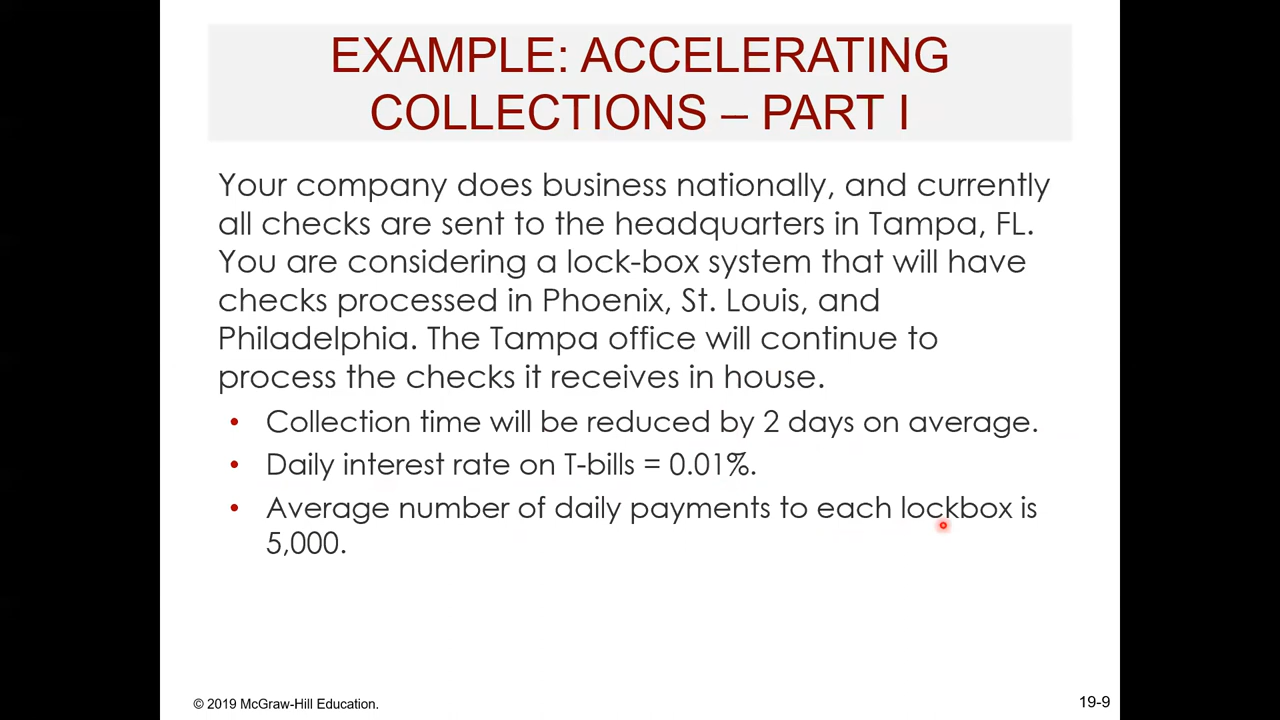 EXAMPLE: ACCELERATING
COLLECTIONS – PART I
Your company does business nationally, and currently
all checks are sent to the headquarters in Tampa, FL.
You are considering a lock-box system that will have
checks processed in Phoenix, St. Louis, and
Philadelphia. The Tampa office will continue to
process the checks it receives in house.
• Collection time will be reduced by 2 days on average.
• Daily interest rate on T-bills = 0.01%.
• Average number of daily payments to each lockbox is
5,000.
© 2019 McGraw-Hill Education.
19-9